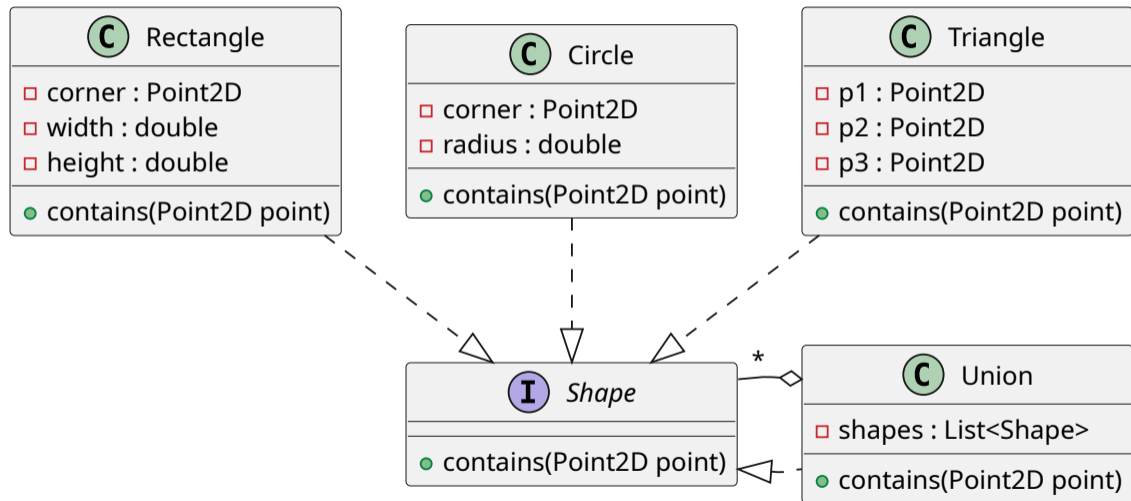 C Rectangle
corner : Point2D
width : double
height : double
contains(Point2D point)
C Circle
corner : Point2D
radius : double
contains(Point2D point)
C Triangle
p1 : Point2D
p2 : Point2D
p3 : Point2D
contains(Point2D point)
I Shape
contains(Point2D point)
*
C Union
shapes : List<Shape>
contains(Point2D point)